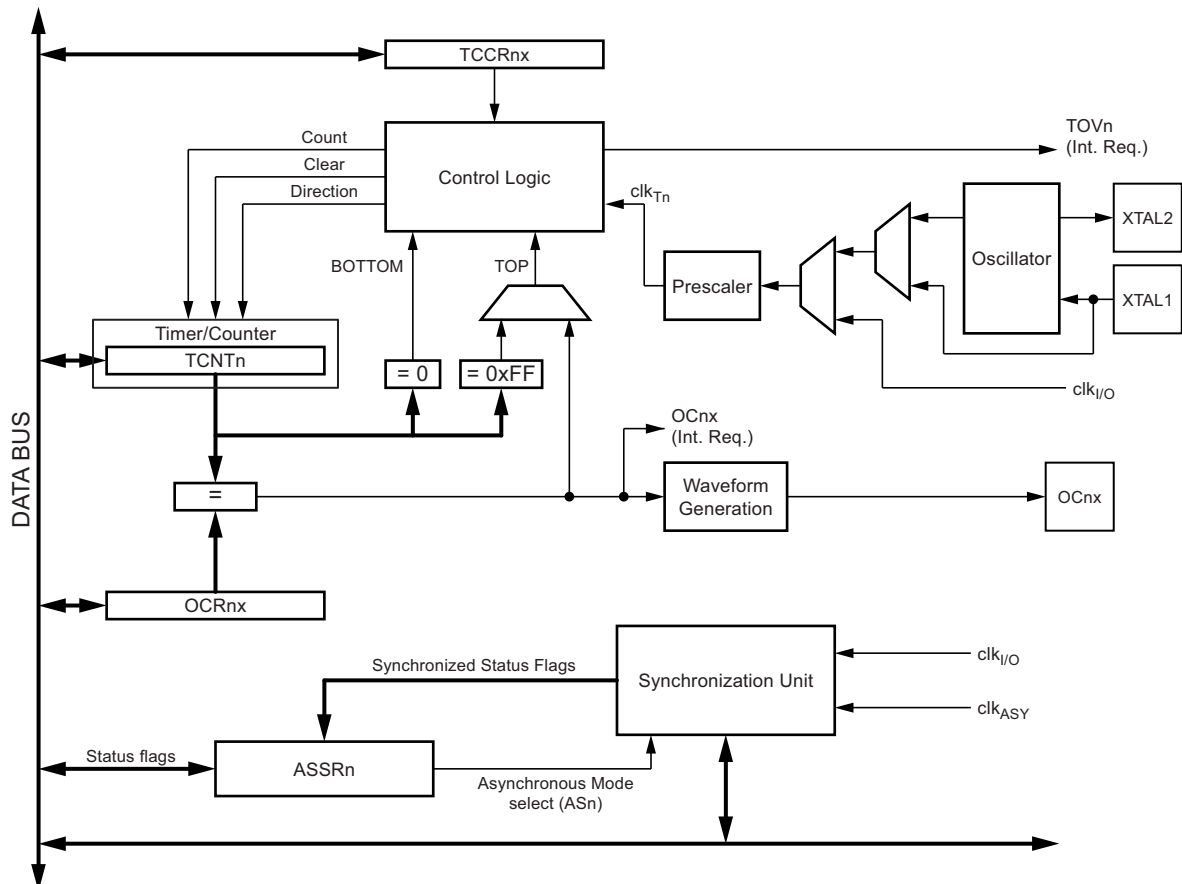 TCCRnx
Count
Clear
Direction
Control Logic
TOVn
(Int. Req.)
clkTn
XTAL2
Oscillator
XTAL1
BOTTOM
TOP
Prescaler
Timer/Counter
TCNTn
= 0
= 0xFF
clkI/O
OCnx
(Int. Req.)
DATA BUS
=
Waveform
Generation
OCnx
OCRnx
Synchronized Status Flags
Synchronization Unit
clkI/O
clkASY
Status flags
ASSRn
Asynchronous Mode
select (ASn)